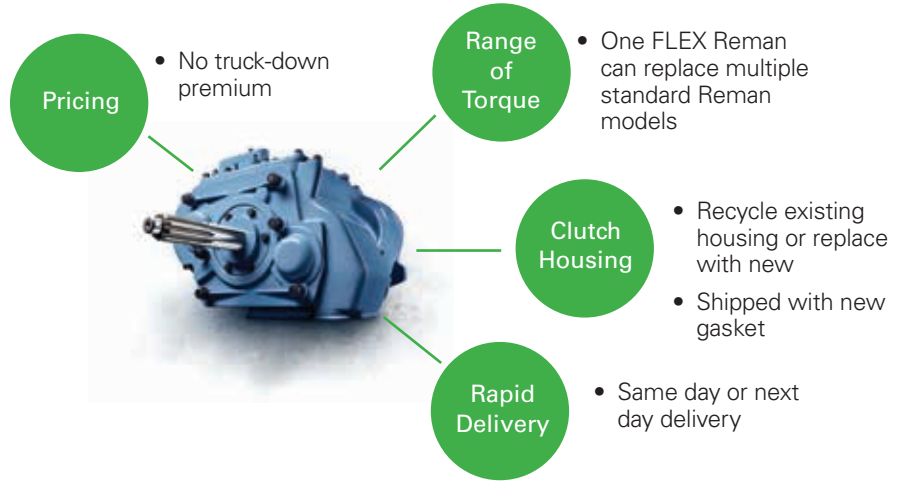 Pricing
• No truck-down
premium
Range
of
Torque
• One FLEX Reman
can replace multiple
standard Reman
models
Clutch
Housing
• Recycle existing
housing or replace
with new
• Shipped with new
gasket
Rapid
Delivery
• Same day or next
day delivery